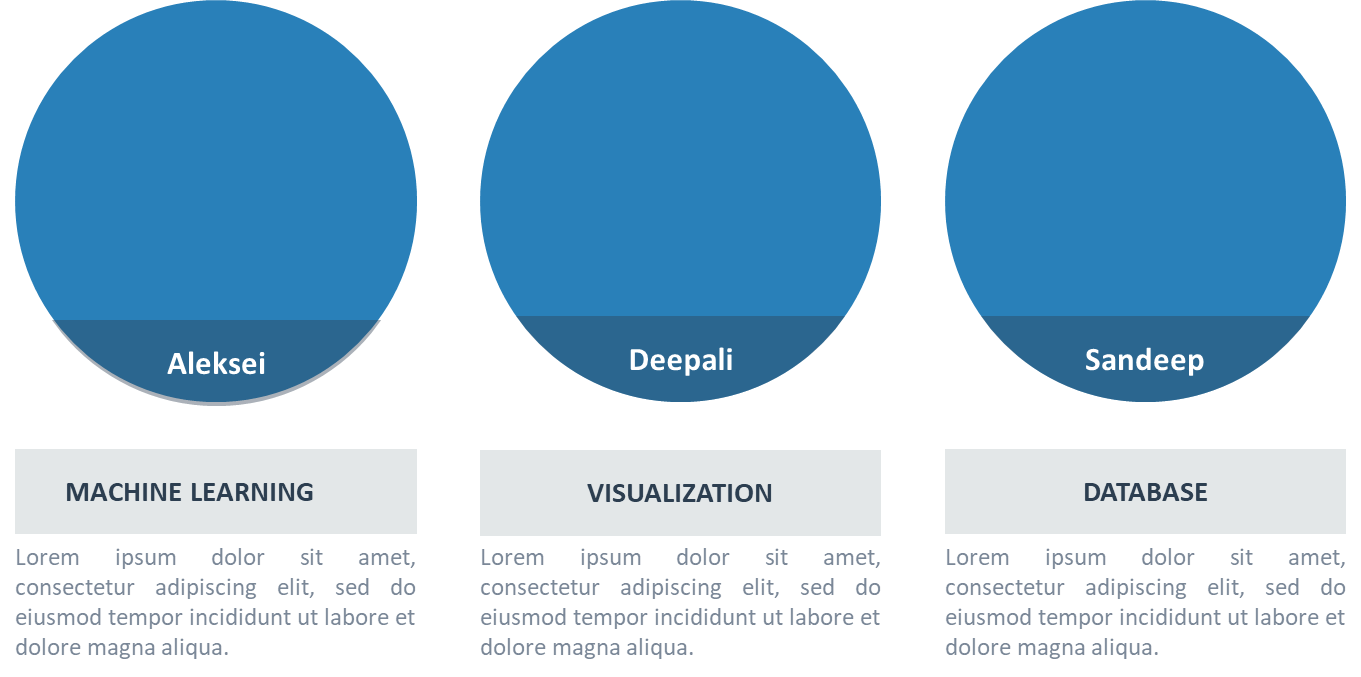 Aleksei
Deepali
Sandeep
MACHINE LEARNING
VISUALIZATION
DATABASE
Lorem ipsum dolor sit amet,
consectetur adipiscing elit, sed do
eiusmod tempor incididunt ut labore et
dolore magna aliqua.
Lorem ipsum dolor sit amet,
consectetur adipiscing elit, sed do
eiusmod tempor incididunt ut labore et
dolore magna aliqua.
Lorem ipsum dolor sit amet,
consectetur adipiscing elit, sed do
eiusmod tempor incididunt ut labore et
dolore magna aliqua.